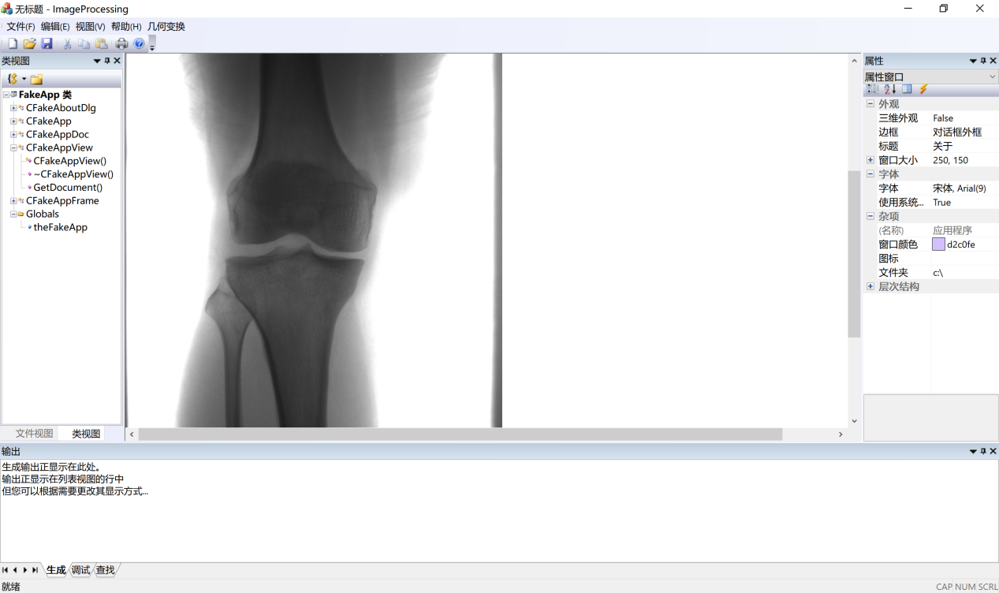 无标题 - ImageProcessing
文件(F) 编辑(E) 视图(V) 帮助(H) 几何变换
类视图
FakeApp 类
CFakeAboutDlg
CFakeApp
CFakeAppDoc
CFakeAppView
CFakeAppView()
~CFakeAppView()
GetDocument()
CFakeAppFrame
Globals
theFakeApp
文件视图 类视图
属性
属性窗口
外观
三维外观 False
边框 对话框外框
标题 关于
窗口大小 250, 150
字体
字体 宋体, Arial(9)
使用系统... True
杂项
(名称) 应用程序
窗口颜色 d2c0fe
图标
文件夹 c:\
层次结构
输出
生成输出正显示在此处。
输出正显示在列表视图的行中
但您可以根据需要更改其显示方式...
生成 调试 查找
就绪
CAP NUM SCRL